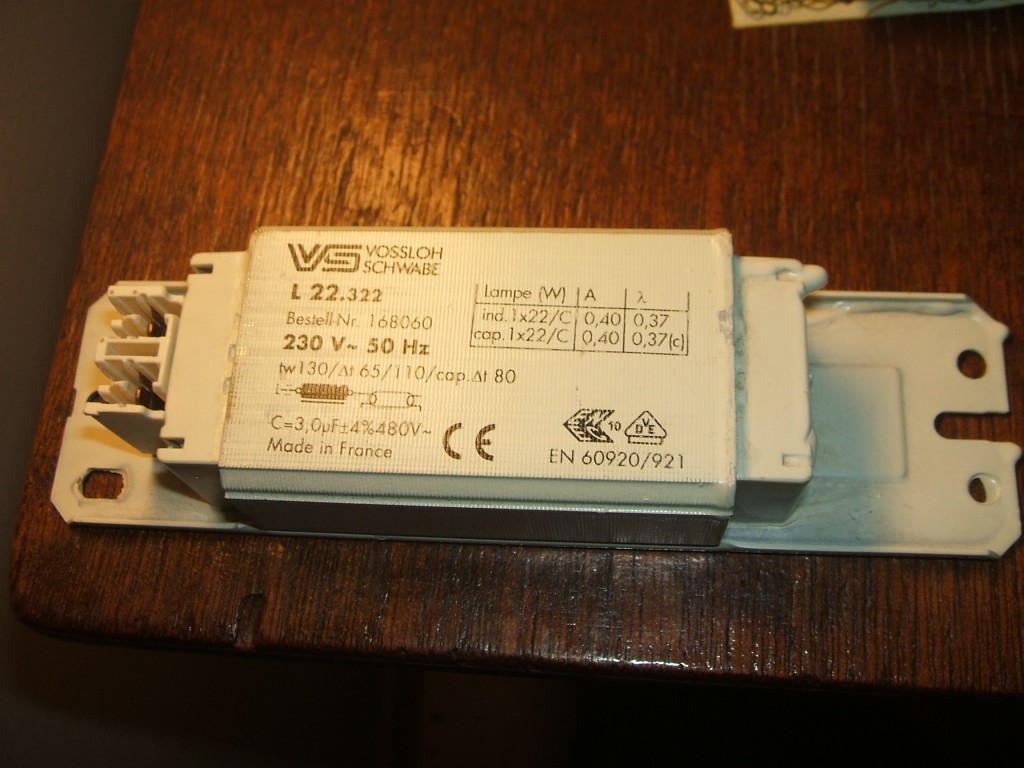 VS VOSSLOH
SCHWABE
L 22.322
Bestell-Nr. 168060
230 V~ 50 Hz
tw130/Δt 65/110/cap.Δt 80
C=3,0µF±4%480V~
Made in France
Lampe (W) A λ
ind.1x22/C 0,40 0,37
cap.1x22/C 0,40 0,37(c)
CE
10
VDE
EN 60920/921